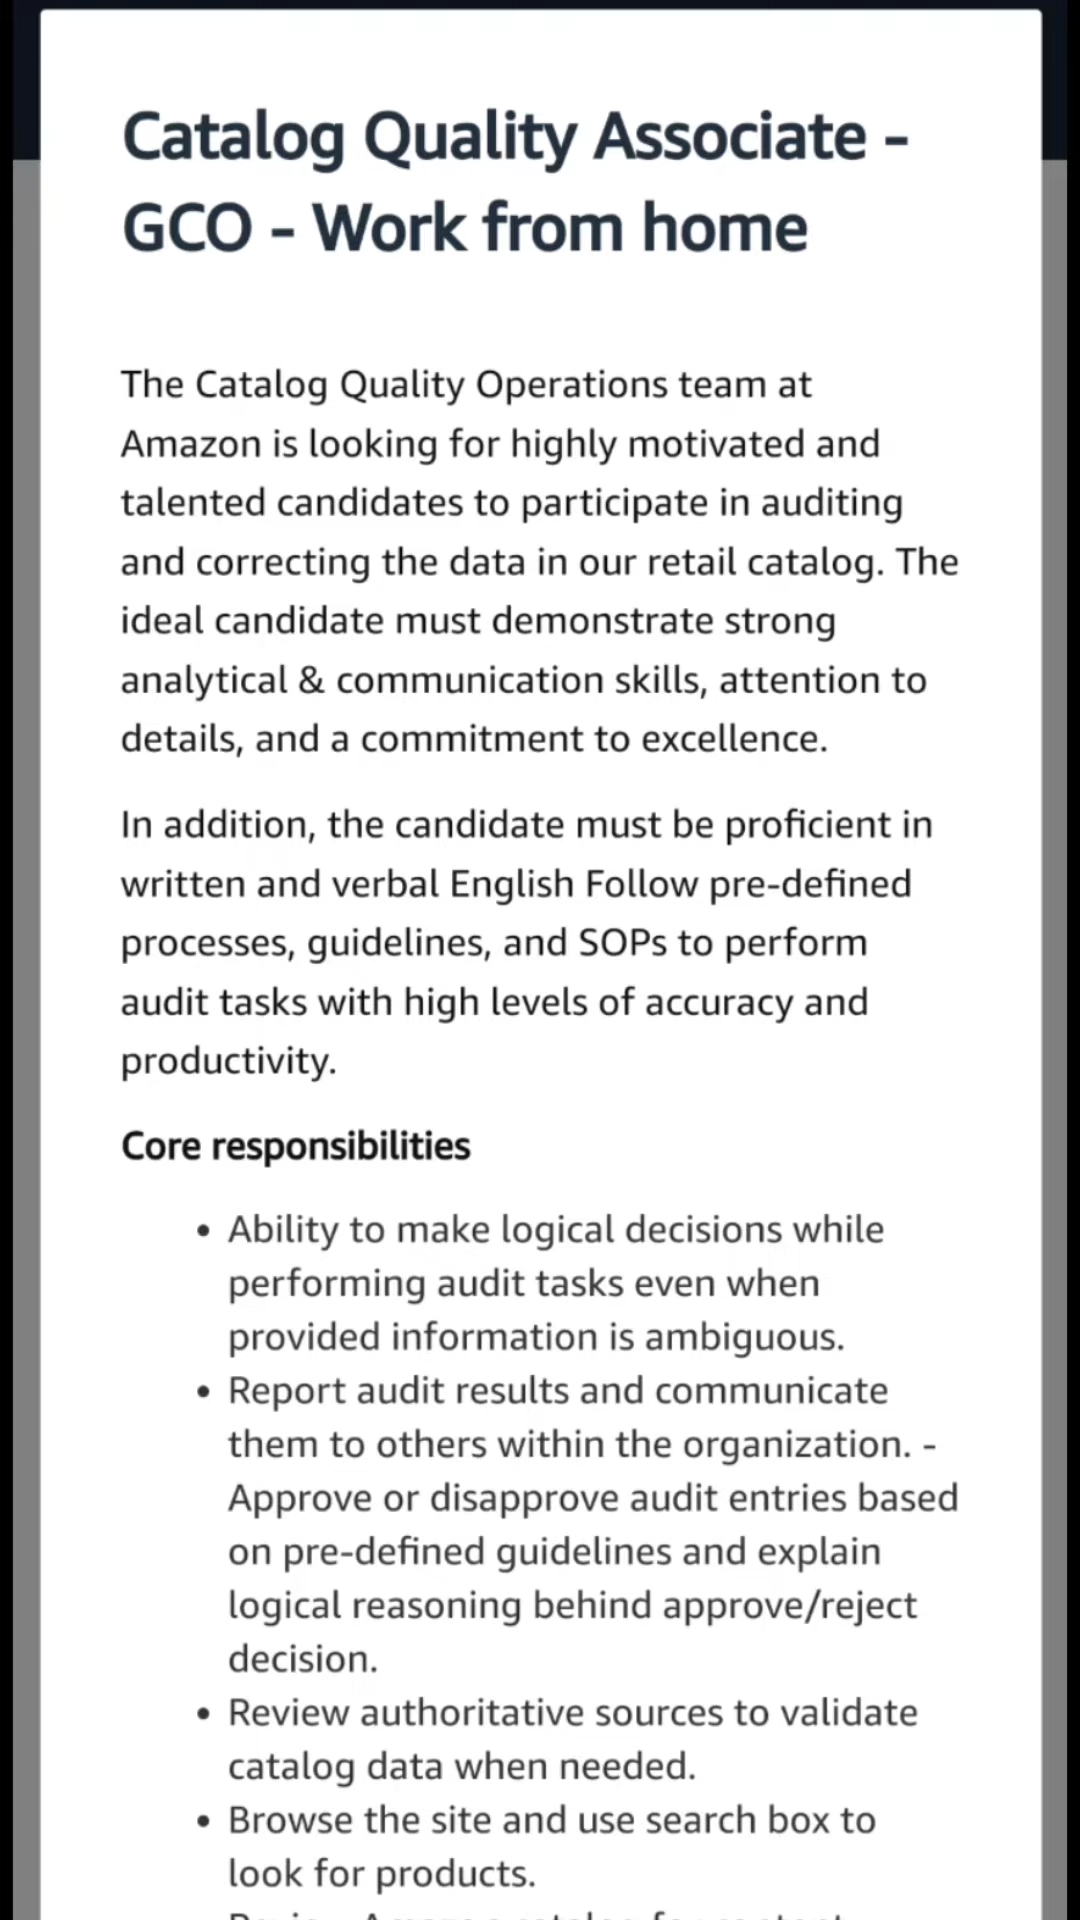 Catalog Quality Associate -
GCO - Work from home
The Catalog Quality Operations team at
Amazon is looking for highly motivated and
talented candidates to participate in auditing
and correcting the data in our retail catalog. The
ideal candidate must demonstrate strong
analytical & communication skills, attention to
details, and a commitment to excellence.
In addition, the candidate must be proficient in
written and verbal English Follow pre-defined
processes, guidelines, and SOPs to perform
audit tasks with high levels of accuracy and
productivity.
Core responsibilities
• Ability to make logical decisions while
performing audit tasks even when
provided information is ambiguous.
• Report audit results and communicate
them to others within the organization. -
Approve or disapprove audit entries based
on pre-defined guidelines and explain
logical reasoning behind approve/reject
decision.
• Review authoritative sources to validate
catalog data when needed.
• Browse the site and use search box to
look for products.